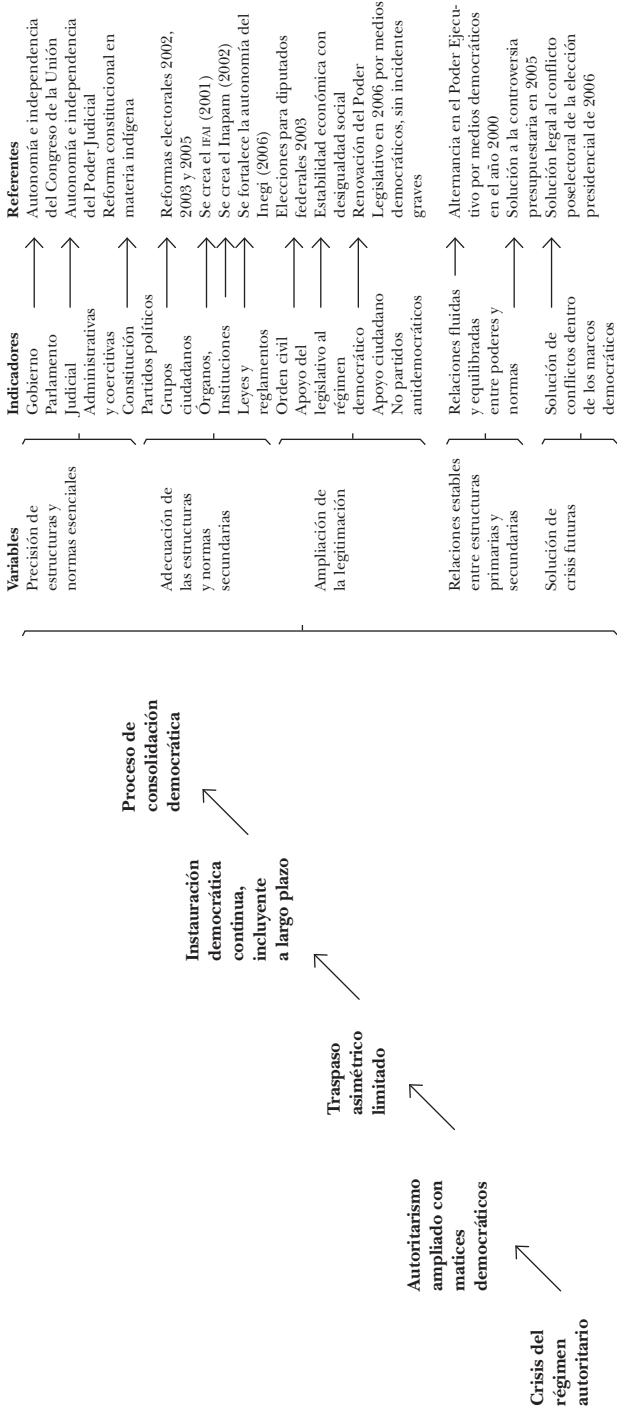 Crisis del
régimen
autoritario
Autoritarismo
ampliado con
matices
democráticos
Traspaso
asimétrico
limitado
Instauración
democrática
continua,
incluyente
a largo plazo
Proceso de
consolidación
democrática
Variables
Precisión de
estructuras y
normas esenciales
Adecuación de
las estructuras
y normas
secundarias
Ampliación de
la legitimación
Relaciones estables
entre estructuras
primarias y
secundarias
Solución de
crisis futuras
Indicadores
Gobierno
Parlamento
Judicial
Administrativas
y coercitivas
Constitución
Partidos políticos
Grupos
ciudadanos
Órganos,
Instituciones
Leyes y
reglamentos
Orden civil
Apoyo del
legislativo al
régimen
democrático
Apoyo ciudadano
No partidos
antidemocráticos
Relaciones fluidas
y equilibradas
entre poderes y
normas
Solución de
conflictos dentro
de los marcos
democráticos
Referentes
Autonomía e independencia
del Congreso de la Unión
Autonomía e independencia
del Poder Judicial
Reforma constitucional en
materia indígena
Reformas electorales 2002,
2003 y 2005
Se crea el IFAI (2001)
Se crea el Inapam (2002)
Se fortalece la autonomía del
Inegi (2006)
Elecciones para diputados
federales 2003
Estabilidad económica con
desigualdad social
Renovación del Poder
Legislativo en 2006 por medios
democráticos, sin incidentes
graves
Alternancia en el Poder Ejecu-
tivo por medios democráticos
en el año 2000
Solución a la controversia
presupuestaria en 2005
Solución legal al conflicto
poselectoral de la elección
presidencial de 2006